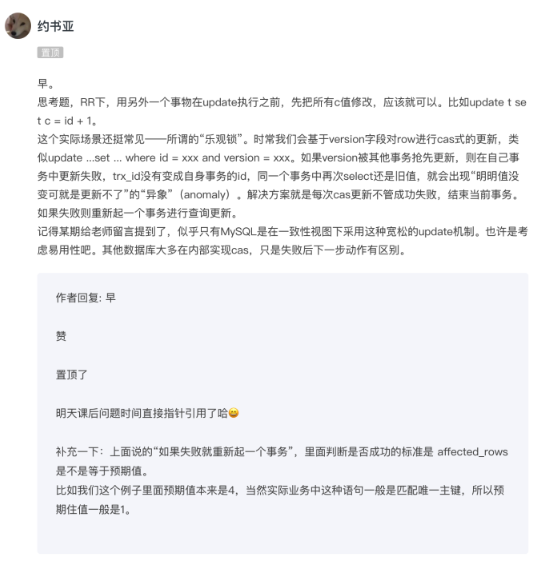 约书亚
置顶
早。
思考题，RR下，用另外一个事物在update执行之前，先把所有c值修改，应该就可以。比如update t se
t c = id + 1。
这个实际场景还挺常见——所谓的“乐观锁”。时常我们会基于version字段对row进行cas式的更新，类
似update ...set ... where id = xxx and version = xxx。如果version被其他事务抢先更新，则在自己事
务中更新失败，trx_id没有变成自身事务的id，同一个事务中再次select还是旧值，就会出现“明明值没
变可就是更新不了”的“异象”（anomaly）。解决方案就是每次cas更新不管成功失败，结束当前事务。
如果失败则重新起一个事务进行查询更新。
记得某期给老师留言提到了，似乎只有MySQL是在一致性视图下采用这种宽松的update机制。也许是考
虑易用性吧。其他数据库大多在内部实现cas，只是失败后下一步动作有区别。
作者回复: 早
赞
置顶了
明天课后问题时间直接指针引用了哈😄
补充一下：上面说的“如果失败就重新起一个事务”，里面判断是否成功的标准是 affected_rows
是不是等于预期值。
比如我们这个例子里面预期值本来是4，当然实际业务中这种语句一般是匹配唯一主键，所以预
期住值一般是1。